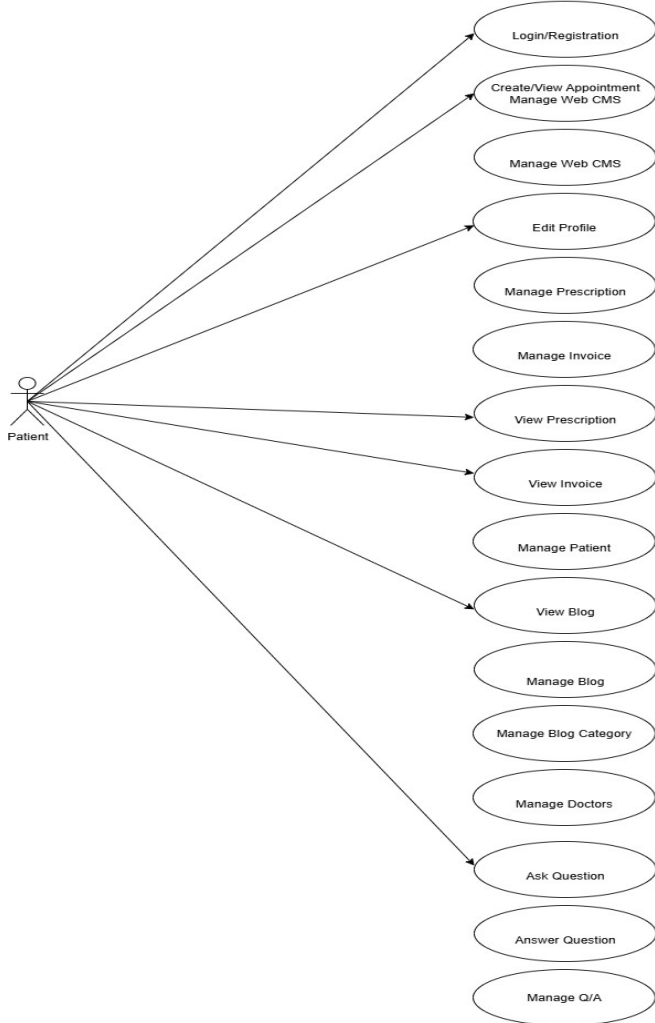 Login/Registration
Create/View Appointment
Manage Web CMS
Manage Web CMS
Edit Profile
Manage Prescription
Manage Invoice
View Prescription
Patient
View Invoice
Manage Patient
View Blog
Manage Blog
Manage Blog Category
Manage Doctors
Ask Question
Answer Question
Manage Q/A